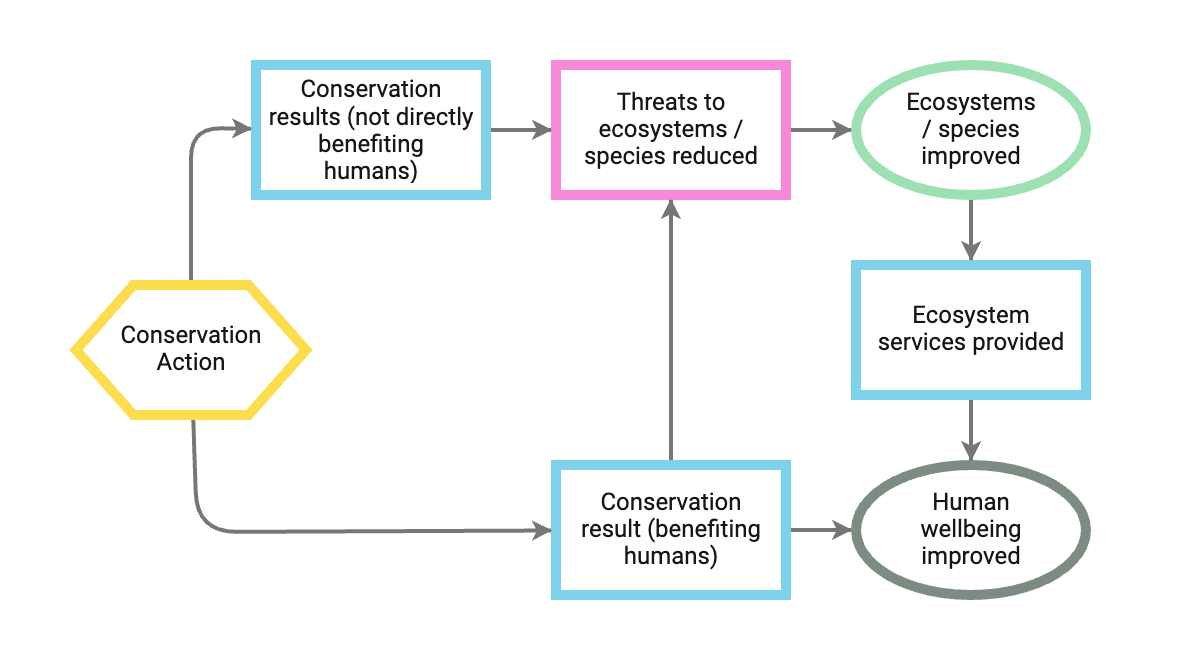 Conservation
results (not directly
benefiting
humans)
Threats to
ecosystems /
species reduced
Ecosystems
/ species
improved
Conservation
Action
Ecosystem
services provided
Conservation
result (benefiting
humans)
Human
wellbeing
improved